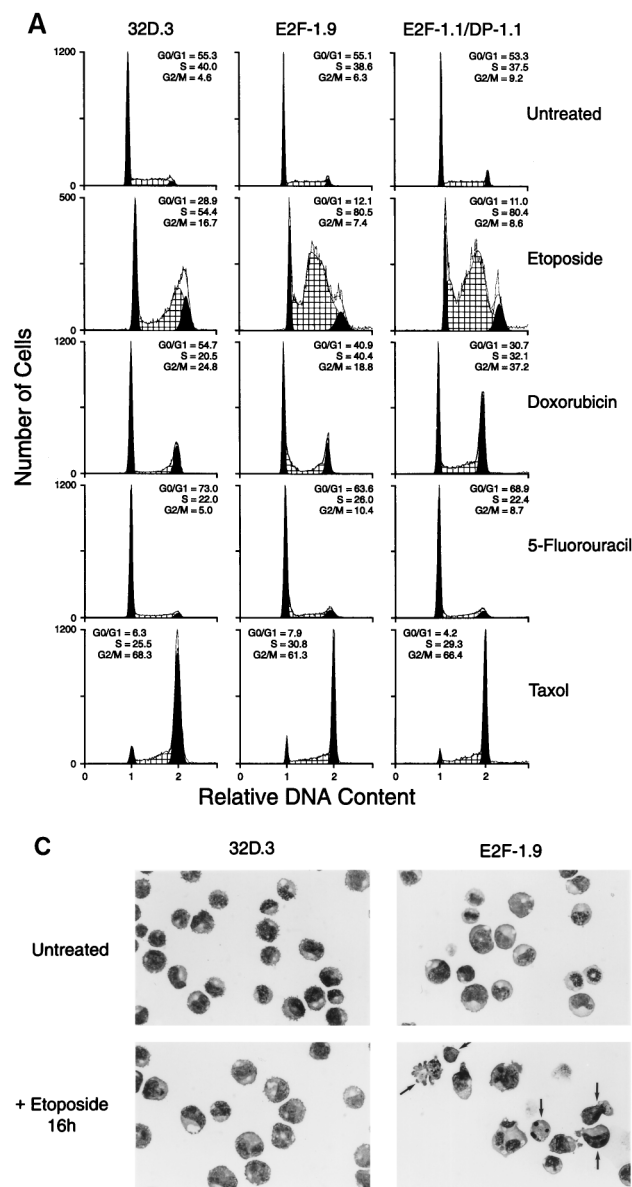 A
32D.3 E2F-1.9 E2F-1.1/DP-1.1
1200 G0/G1 = 55.3 G0/G1 = 55.1 G0/G1 = 53.3
S = 40.0 S = 38.6 S = 37.5
G2/M = 4.6 G2/M = 6.3 G2/M = 9.2
Untreated
0
500 G0/G1 = 28.9 G0/G1 = 12.1 G0/G1 = 11.0
S = 54.4 S = 80.5 S = 80.4
G2/M = 16.7 G2/M = 7.4 G2/M = 8.6
Etoposide
0
1200 G0/G1 = 54.7 G0/G1 = 40.9 G0/G1 = 30.7
S = 20.5 S = 40.4 S = 32.1
G2/M = 24.8 G2/M = 18.8 G2/M = 37.2
Doxorubicin
Number of Cells
0
1200 G0/G1 = 73.0 G0/G1 = 63.6 G0/G1 = 68.9
S = 22.0 S = 26.0 S = 22.4
G2/M = 5.0 G2/M = 10.4 G2/M = 8.7
5-Fluorouracil
0
1200 G0/G1 = 6.3 G0/G1 = 7.9 G0/G1 = 4.2
S = 25.5 S = 30.8 S = 29.3
G2/M = 68.3 G2/M = 61.3 G2/M = 66.4
Taxol
0
0 1 2 0 1 2 0 1 2
Relative DNA Content
C
32D.3 E2F-1.9
Untreated
+ Etoposide
16h